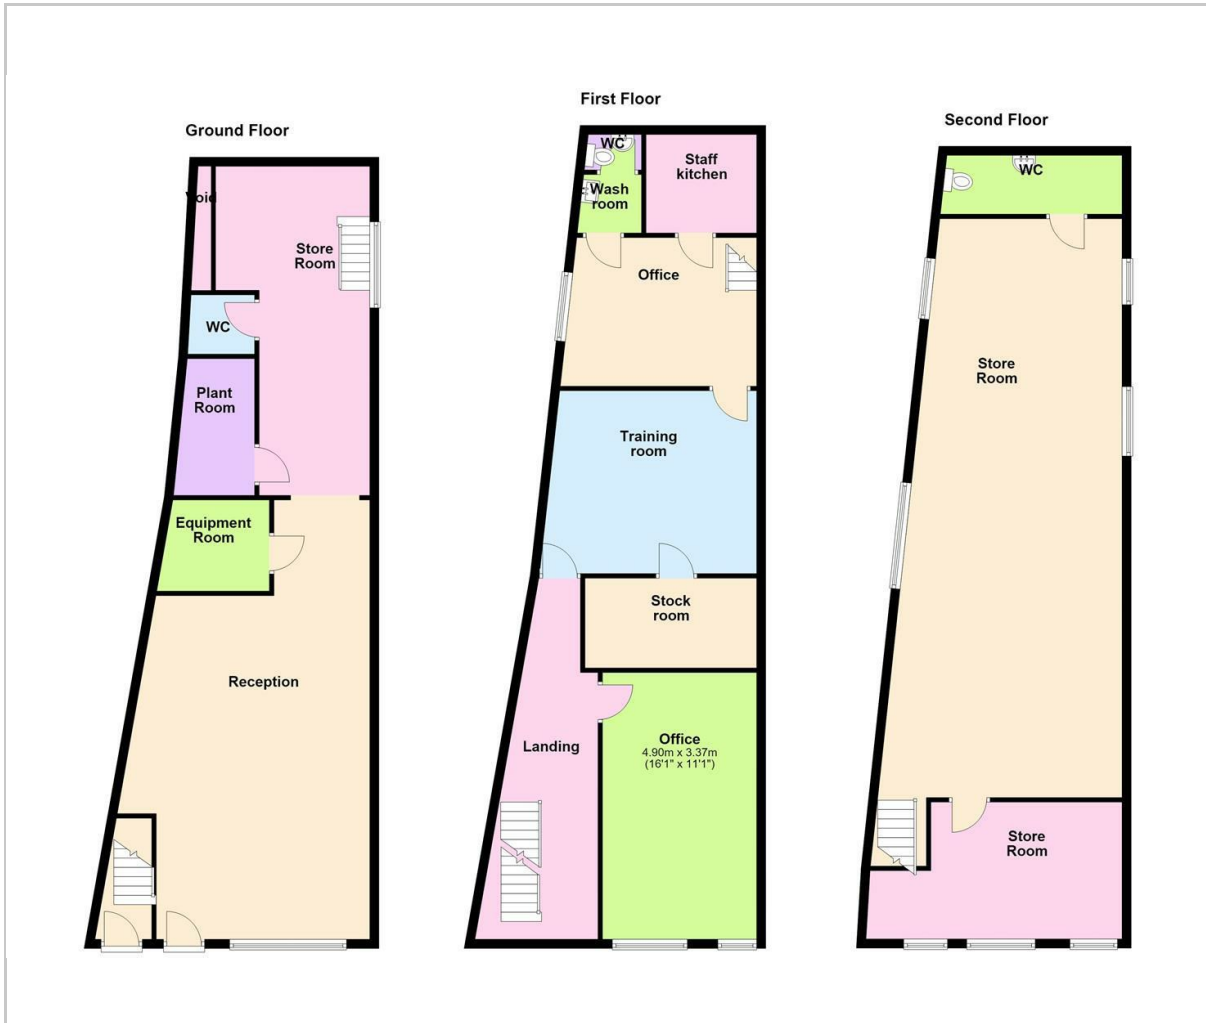 Ground Floor
Void
Store
Room
WC
Plant
Room
Equipment
Room
Reception
First Floor
WC
Staff
kitchen
Wash
room
Office
Training
room
Stock
room
Landing
Office
4.90m x 3.37m
(16'1" x 11'1")
Second Floor
WC
Store
Room
Store
Room